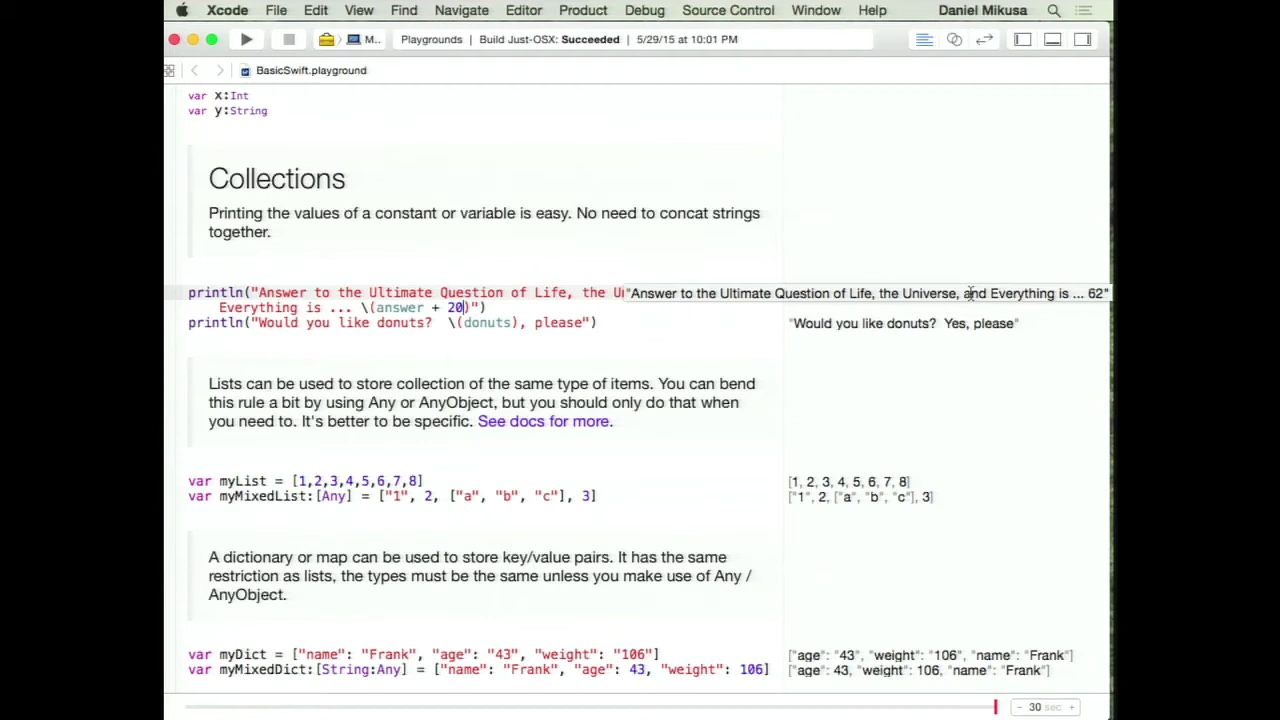 Xcode File Edit View Find Navigate Editor Product Debug Source Control Window Help Daniel Mikusa
M.. Playgrounds | Build Just-OSX: Succeeded | 5/29/15 at 10:01 PM
BasicSwift.playground
var x:Int
var y:String
Collections
Printing the values of a constant or variable is easy. No need to concat strings
together.
println("Answer to the Ultimate Question of Life, the U "Answer to the Ultimate Question of Life, the Universe, and Everything is ... 62"
Everything is ... \(answer + 20)")
println("Would you like donuts?  \(donuts), please") "Would you like donuts?  Yes, please"
Lists can be used to store collection of the same type of items. You can bend
this rule a bit by using Any or AnyObject, but you should only do that when
you need to. It's better to be specific. See docs for more.
var myList = [1,2,3,4,5,6,7,8] [1, 2, 3, 4, 5, 6, 7, 8]
var myMixedList:[Any] = ["1", 2, ["a", "b", "c"], 3] ["1", 2, ["a", "b", "c"], 3]
A dictionary or map can be used to store key/value pairs. It has the same
restriction as lists, the types must be the same unless you make use of Any /
AnyObject.
var myDict = ["name": "Frank", "age": "43", "weight": "106"] ["age": "43", "weight": "106", "name": "Frank"]
var myMixedDict:[String:Any] = ["name": "Frank", "age": 43, "weight": 106] ["age": 43, "weight": 106, "name": "Frank"]
- 30 sec +